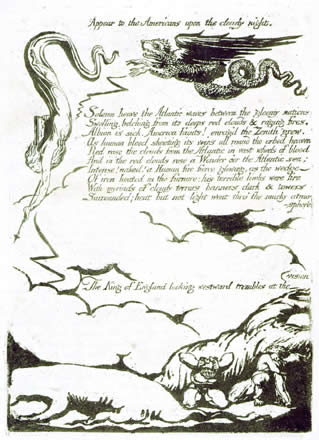 Appear to the Americans upon the cloudy night.
Solemn heave the Atlantic waves between the gloomy nations
Swelling, belching from its deeps red clouds & raging fires.
Albion is sick. America faints! enrag'd the Zenith grew.
As human blood shooting its veins all round the orbed heaven
Red rose the clouds from the Atlantic in vast wheels of blood
And in the red clouds rose a Wonder o'er the Atlantic sea;
Intense! naked! a Human fire fierce glowing, as the wedge
Of iron heated in the furnace; his terrible limbs were fire
With myriads of cloudy terrors banners dark & towers
Surrounded; heat but not light went thro' the murky atmos
-phere
vision
The King of England looking westward trembles at the